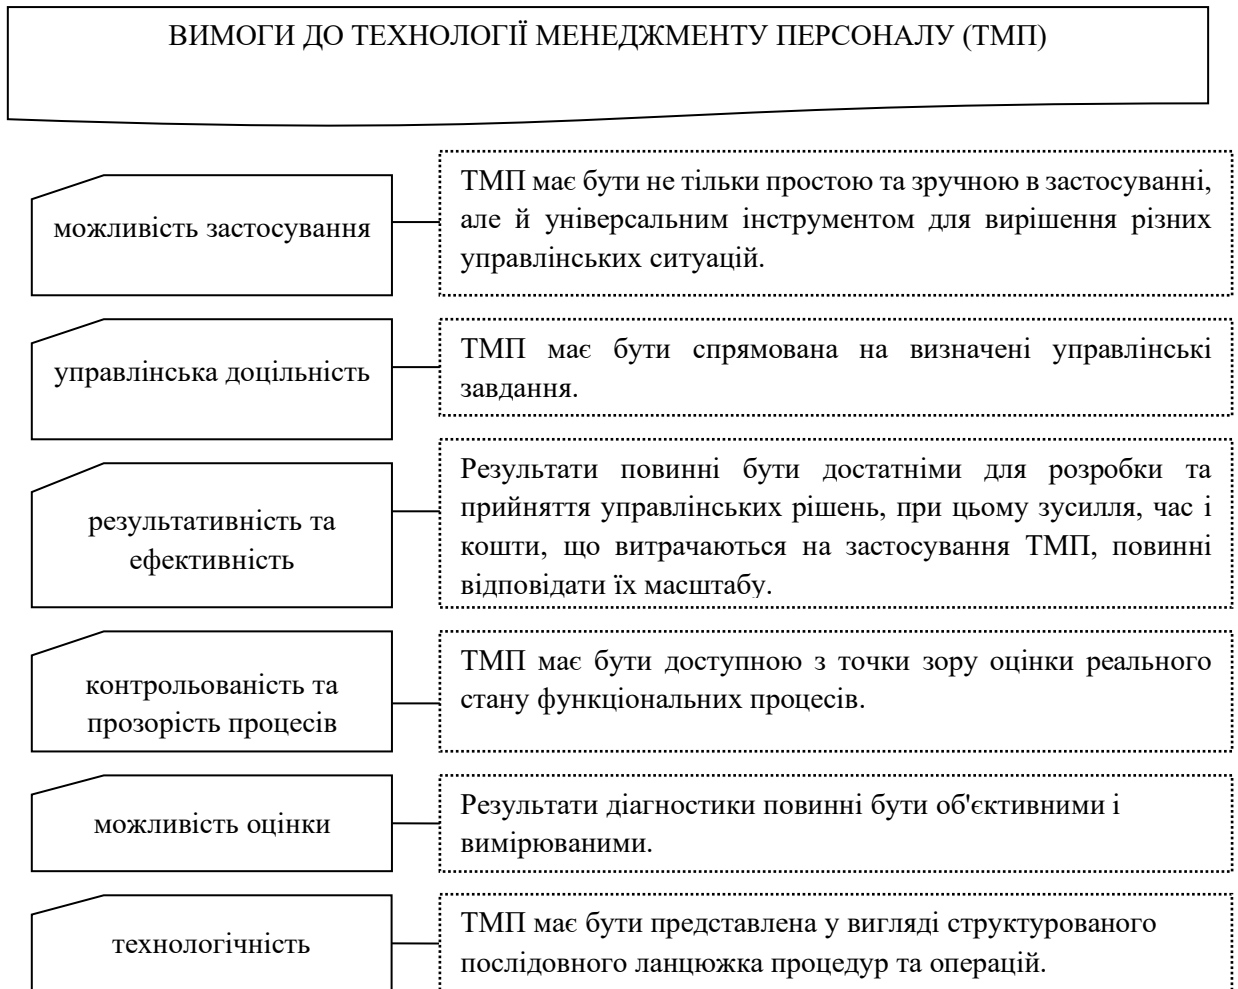 ВИМОГИ ДО ТЕХНОЛОГІЇ МЕНЕДЖМЕНТУ ПЕРСОНАЛУ (ТМП)
можливість застосування
ТМП має бути не тільки простою та зручною в застосуванні,
але й універсальним інструментом для вирішення різних
управлінських ситуацій.
управлінська доцільність
ТМП має бути спрямована на визначені управлінські
завдання.
результативність та
ефективність
Результати повинні бути достатніми для розробки та
прийняття управлінських рішень, при цьому зусилля, час і
кошти, що витрачаються на застосування ТМП, повинні
відповідати їх масштабу.
контрольованість та
прозорість процесів
ТМП має бути доступною з точки зору оцінки реального
стану функціональних процесів.
можливість оцінки
Результати діагностики повинні бути об'єктивними і
вимірюваними.
технологічність
ТМП має бути представлена у вигляді структурованого
послідовного ланцюжка процедур та операцій.